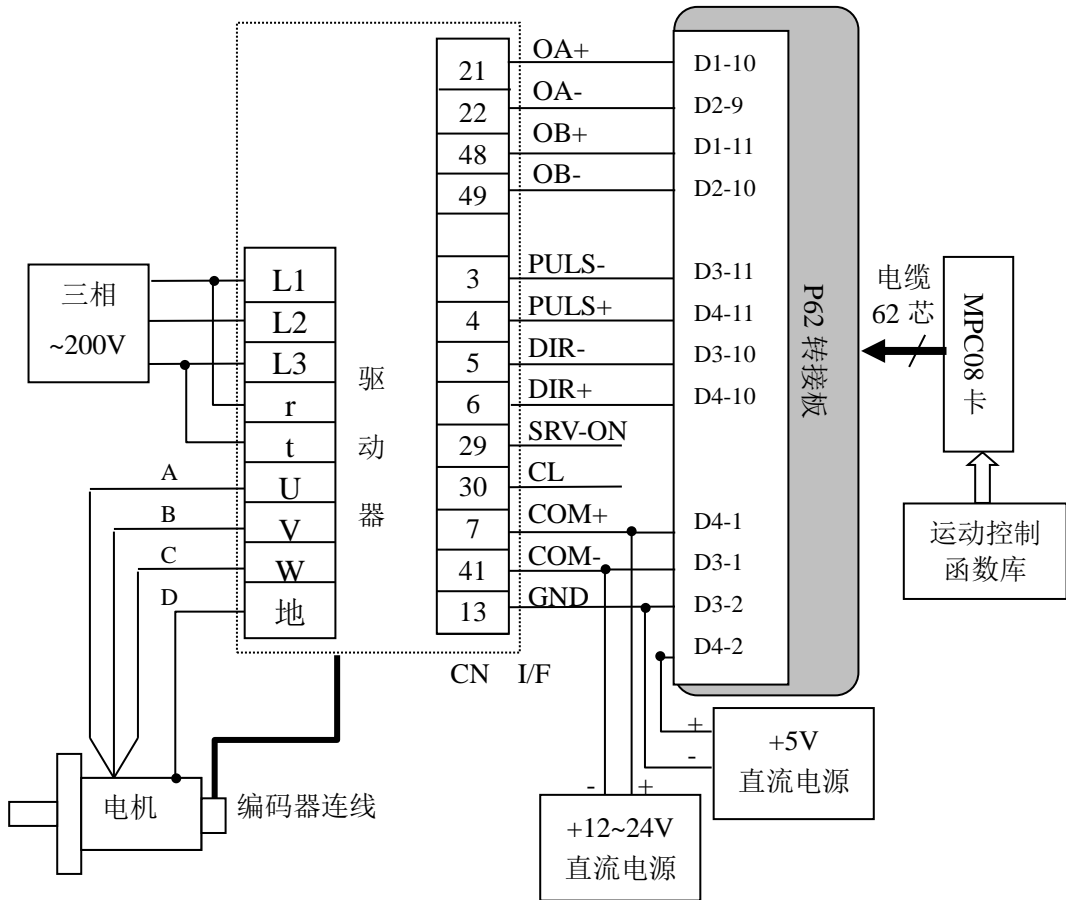 21 OA+ D1-10
22 OA- D2-9
48 OB+ D1-11
49 OB- D2-10
3 PULS- D3-11
4 PULS+ D4-11
5 DIR- D3-10
6 DIR+ D4-10
29 SRV-ON
30 CL
7 COM+ D4-1
41 COM- D3-1
13 GND D3-2
D4-2
CN I/F
三相
~200V
L1
L2
L3
r
t
A U
B V
C W
D 地
驱动器
P62 转接板
电缆
62 芯
MPC08 卡
运动控制
函数库
电机
编码器连线
- +
+12~24V
直流电源
+
-
+5V
直流电源